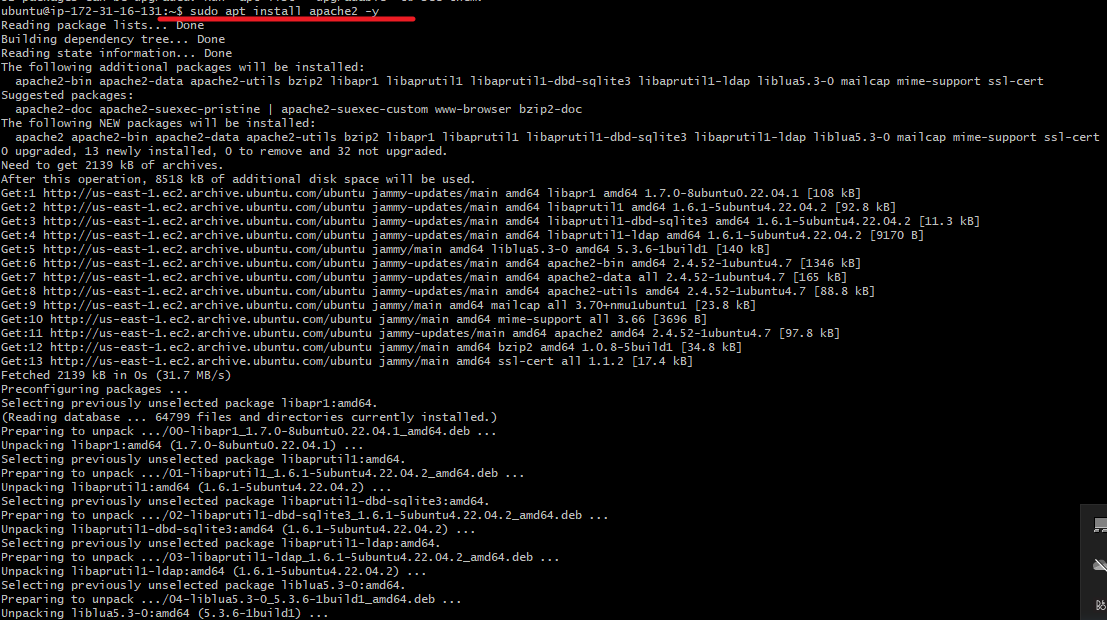 ubuntu@ip-172-31-16-131:~$ sudo apt install apache2 -y
Reading package lists... Done
Building dependency tree... Done
Reading state information... Done
The following additional packages will be installed:
  apache2-bin apache2-data apache2-utils bzip2 libapr1 libaprutil1 libaprutil1-dbd-sqlite3 libaprutil1-ldap liblua5.3-0 mailcap mime-support ssl-cert
Suggested packages:
  apache2-doc apache2-suexec-pristine | apache2-suexec-custom www-browser bzip2-doc
The following NEW packages will be installed:
  apache2 apache2-bin apache2-data apache2-utils bzip2 libapr1 libaprutil1 libaprutil1-dbd-sqlite3 libaprutil1-ldap liblua5.3-0 mailcap mime-support ssl-cert
0 upgraded, 13 newly installed, 0 to remove and 32 not upgraded.
Need to get 2139 kB of archives.
After this operation, 8518 kB of additional disk space will be used.
Get:1 http://us-east-1.ec2.archive.ubuntu.com/ubuntu jammy-updates/main amd64 libapr1 amd64 1.7.0-8ubuntu0.22.04.1 [108 kB]
Get:2 http://us-east-1.ec2.archive.ubuntu.com/ubuntu jammy-updates/main amd64 libaprutil1 amd64 1.6.1-5ubuntu4.22.04.2 [92.8 kB]
Get:3 http://us-east-1.ec2.archive.ubuntu.com/ubuntu jammy-updates/main amd64 libaprutil1-dbd-sqlite3 amd64 1.6.1-5ubuntu4.22.04.2 [11.3 kB]
Get:4 http://us-east-1.ec2.archive.ubuntu.com/ubuntu jammy-updates/main amd64 libaprutil1-ldap amd64 1.6.1-5ubuntu4.22.04.2 [9170 B]
Get:5 http://us-east-1.ec2.archive.ubuntu.com/ubuntu jammy/main amd64 liblua5.3-0 amd64 5.3.6-1build1 [140 kB]
Get:6 http://us-east-1.ec2.archive.ubuntu.com/ubuntu jammy-updates/main amd64 apache2-bin amd64 2.4.52-1ubuntu4.7 [1346 kB]
Get:7 http://us-east-1.ec2.archive.ubuntu.com/ubuntu jammy-updates/main amd64 apache2-data all 2.4.52-1ubuntu4.7 [165 kB]
Get:8 http://us-east-1.ec2.archive.ubuntu.com/ubuntu jammy-updates/main amd64 apache2-utils amd64 2.4.52-1ubuntu4.7 [88.8 kB]
Get:9 http://us-east-1.ec2.archive.ubuntu.com/ubuntu jammy/main amd64 mailcap all 3.70+nmu1ubuntu1 [23.8 kB]
Get:10 http://us-east-1.ec2.archive.ubuntu.com/ubuntu jammy/main amd64 mime-support all 3.66 [3696 B]
Get:11 http://us-east-1.ec2.archive.ubuntu.com/ubuntu jammy-updates/main amd64 apache2 amd64 2.4.52-1ubuntu4.7 [97.8 kB]
Get:12 http://us-east-1.ec2.archive.ubuntu.com/ubuntu jammy/main amd64 bzip2 amd64 1.0.8-5build1 [34.8 kB]
Get:13 http://us-east-1.ec2.archive.ubuntu.com/ubuntu jammy/main amd64 ssl-cert all 1.1.2 [17.4 kB]
Fetched 2139 kB in 0s (31.7 MB/s)
Preconfiguring packages ...
Selecting previously unselected package libapr1:amd64.
(Reading database ... 64799 files and directories currently installed.)
Preparing to unpack .../00-libapr1_1.7.0-8ubuntu0.22.04.1_amd64.deb ...
Unpacking libapr1:amd64 (1.7.0-8ubuntu0.22.04.1) ...
Selecting previously unselected package libaprutil1:amd64.
Preparing to unpack .../01-libaprutil1_1.6.1-5ubuntu4.22.04.2_amd64.deb ...
Unpacking libaprutil1:amd64 (1.6.1-5ubuntu4.22.04.2) ...
Selecting previously unselected package libaprutil1-dbd-sqlite3:amd64.
Preparing to unpack .../02-libaprutil1-dbd-sqlite3_1.6.1-5ubuntu4.22.04.2_amd64.deb ...
Unpacking libaprutil1-dbd-sqlite3:amd64 (1.6.1-5ubuntu4.22.04.2) ...
Selecting previously unselected package libaprutil1-ldap:amd64.
Preparing to unpack .../03-libaprutil1-ldap_1.6.1-5ubuntu4.22.04.2_amd64.deb ...
Unpacking libaprutil1-ldap:amd64 (1.6.1-5ubuntu4.22.04.2) ...
Selecting previously unselected package liblua5.3-0:amd64.
Preparing to unpack .../04-liblua5.3-0_5.3.6-1build1_amd64.deb ...
Unpacking liblua5.3-0:amd64 (5.3.6-1build1) ...